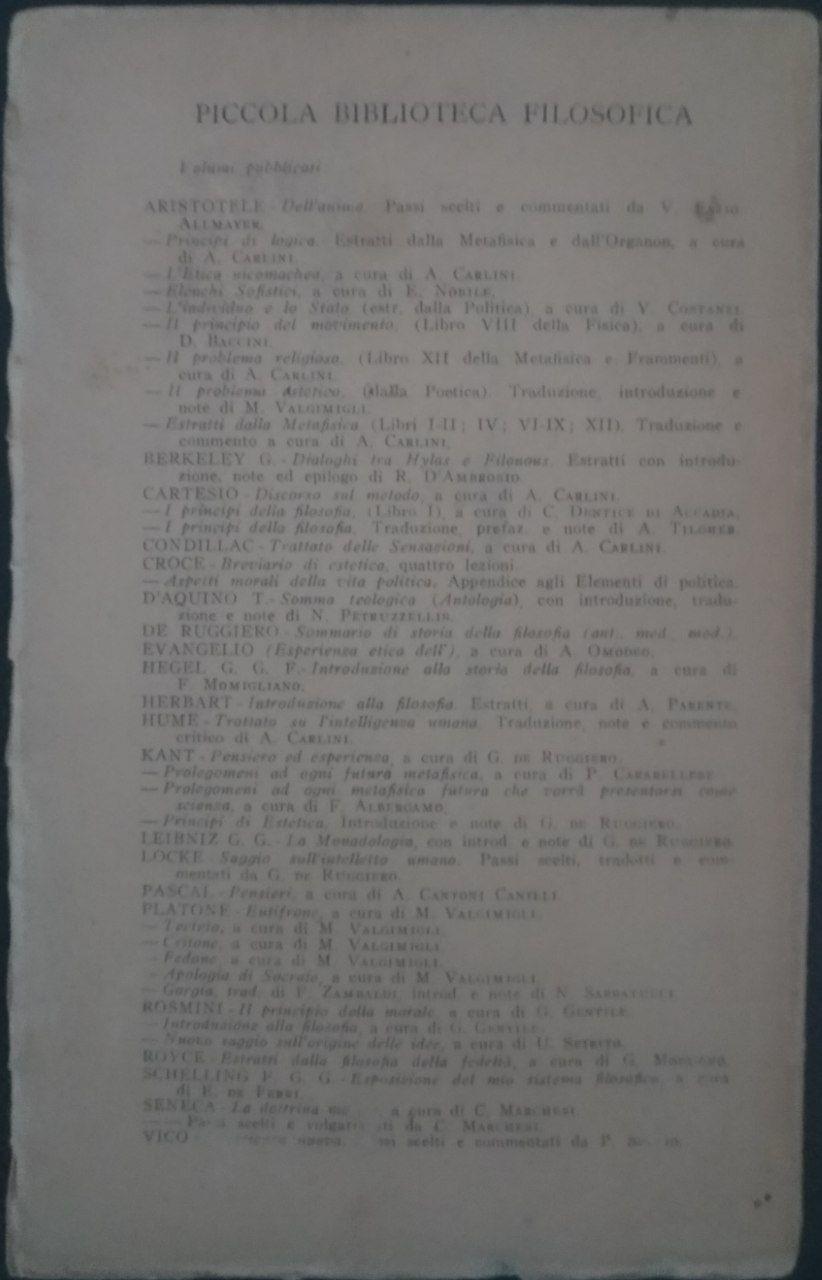 PICCOLA BIBLIOTECA FILOSOFICA
Volumi pubblicati
ARISTOTELE - Dell'anima. Passi scelti e commentati da V.
ALLMAYER.
— Principi di logica. Estratti dalla Metafisica e dall'Organon, a cura
di A. CARLINI.
— L'Etica nicomachea, a cura di A. CARLINI.
— Elenchi Sofistici, a cura di E. NOBILE.
— L'individuo e lo Stato (estr. dalla Politica), a cura di V. COSTANZI.
— Il principio del movimento. (Libro VIII della Fisica), a cura di
D. BACCINI.
— Il problema religioso. (Libro XII della Metafisica e Frammenti), a
cura di A. CARLINI.
— Il problema estetico, (dalla Poetica). Traduzione, introduzione e
note di M. VALGIMIGLI.
— Estratti dalla Metafisica (Libri I-II; IV; VI-IX; XII). Traduzione e
commento a cura di A. CARLINI.
BERKELEY G. - Dialoghi tra Hylas e Filonous. Estratti con introdu-
zione, note ed epilogo di R. D'AMBROSIO.
CARTESIO - Discorso sul metodo, a cura di A. CARLINI.
— I principi della filosofia, (Libro I), a cura di C. DENTICE DI ACCADIA.
— I principi della filosofia. Traduzione, prefaz. e note di A. TILGHER.
CONDILLAC - Trattato delle Sensazioni, a cura di A. CARLINI.
CROCE - Breviario di estetica, quattro lezioni.
— Aspetti morali della vita politica. Appendice agli Elementi di politica.
D'AQUINO T. - Somma teologica (Antologia), con introduzione, tradu-
zione e note di N. PETRUZZELLIS.
DE RUGGIERO - Sommario di storia della filosofia (ant., med., mod.).
EVANGELIO (Esperienza etica dell'), a cura di A. OMODEO.
HEGEL G. G. F. - Introduzione alla storia della filosofia, a cura di
F. MOMIGLIANO.
HERBART - Introduzione alla filosofia. Estratti, a cura di A. PARENTE.
HUME - Trattato su l'intelligenza umana. Traduzione, note e commento
critico di A. CARLINI.
KANT - Pensiero ed esperienza, a cura di G. DE RUGGIERO.
— Prolegomeni ad ogni futura metafisica, a cura di P. CARABELLESE.
— Prolegomeni ad ogni metafisica futura che vorrà presentarsi come
scienza, a cura di F. ALBERGAMO.
— Principi di Estetica. Introduzione e note di G. DE RUGGIERO.
LEIBNIZ G. G. - La Monadologia, con introd. e note di G. DE RUGGIERO.
LOCKE - Saggio sull'intelletto umano. Passi scelti, tradotti e com-
mentati da G. DE RUGGIERO.
PASCAL - Pensieri, a cura di A. CANTONI CANTELI.
PLATONE - Eutifrone, a cura di M. VALGIMIGLI.
— a cura di M. VALGIMIGLI.
— Critone, a cura di M. VALGIMIGLI.
— Fedone, a cura di M. VALGIMIGLI.
— Apologia di Socrate, a cura di M. VALGIMIGLI.
— Gorgia, trad. di F. ZAMBALDI, introd. e note di N. SABBATUCCI.
ROSMINI - Il principio della morale, a cura di G. GENTILE.
— Introduzione alla filosofia, a cura di G. GENTILE.
— Nuovo saggio sull'origine delle idee, a cura di U.
ROYCE - Estratti dalla filosofia della fedeltà, a cura di G.
SCHELLING F. G. G. - Esposizione del mio sistema filosofico, a cura
di E. DE FERRI.
SENECA - La dottrina a cura di C. MARCHESI.
— scelti e da C. MARCHESI.
VICO nuova. scelti e commentati da P.